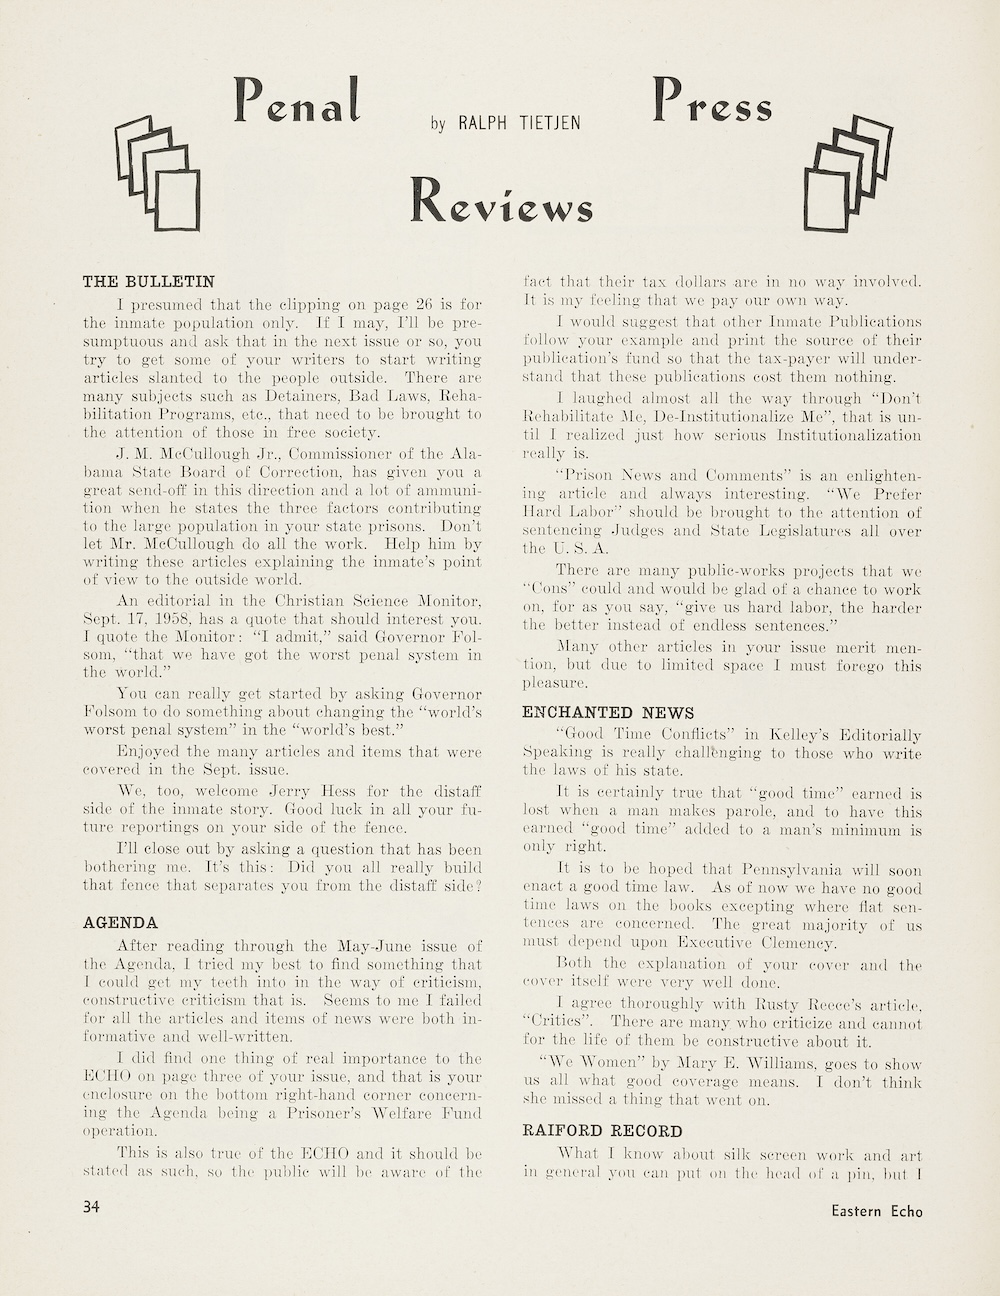 Penal Press
by RALPH TIETJEN
Reviews
THE BULLETIN
I presumed that the clipping on page 26 is for
the inmate population only. If I may, I'll be pre-
sumptuous and ask that in the next issue or so, you
try to get some of your writers to start writing
articles slanted to the people outside. There are
many subjects such as Detainers, Bad Laws, Reha-
bilitation Programs, etc., that need to be brought to
the attention of those in free society.
J. M. McCullough Jr., Commissioner of the Ala-
bama State Board of Correction, has given you a
great send-off in this direction and a lot of ammuni-
tion when he states the three factors contributing
to the large population in your state prisons. Don't
let Mr. McCullough do all the work. Help him by
writing these articles explaining the inmate's point
of view to the outside world.
An editorial in the Christian Science Monitor,
Sept. 17, 1958, has a quote that should interest you.
I quote the Monitor: "I admit," said Governor Fol-
som, "that we have got the worst penal system in
the world."
You can really get started by asking Governor
Folsom to do something about changing the "world's
worst penal system" in the "world's best."
Enjoyed the many articles and items that were
covered in the Sept. issue.
We, too, welcome Jerry Hess for the distaff
side of the inmate story. Good luck in all your fu-
ture reportings on your side of the fence.
I'll close out by asking a question that has been
bothering me. It's this: Did you all really build
that fence that separates you from the distaff side?
AGENDA
After reading through the May-June issue of
the Agenda, I tried my best to find something that
I could get my teeth into in the way of criticism,
constructive criticism that is. Seems to me I failed
for all the articles and items of news were both in-
formative and well-written.
I did find one thing of real importance to the
ECHO on page three of your issue, and that is your
enclosure on the bottom right-hand corner concern-
ing the Agenda being a Prisoner's Welfare Fund
operation.
This is also true of the ECHO and it should be
stated as such, so the public will be aware of the
fact that their tax dollars are in no way involved.
It is my feeling that we pay our own way.
I would suggest that other Inmate Publications
follow your example and print the source of their
publication's fund so that the tax-payer will under-
stand that these publications cost them nothing.
I laughed almost all the way through "Don't
Rehabilitate Me, De-Institutionalize Me", that is un-
til I realized just how serious Institutionalization
really is.
"Prison News and Comments" is an enlighten-
ing article and always interesting. "We Prefer
Hard Labor" should be brought to the attention of
sentencing Judges and State Legislatures all over
the U. S. A.
There are many public-works projects that we
"Cons" could and would be glad of a chance to work
on, for as you say, "give us hard labor, the harder
the better instead of endless sentences."
Many other articles in your issue merit men-
tion, but due to limited space I must forego this
pleasure.
ENCHANTED NEWS
"Good Time Conflicts" in Kelley's Editorially
Speaking is really challenging to those who write
the laws of his state.
It is certainly true that "good time" earned is
lost when a man makes parole, and to have this
earned "good time" added to a man's minimum is
only right.
It is to be hoped that Pennsylvania will soon
enact a good time law. As of now we have no good
time laws on the books excepting where flat sen-
tences are concerned. The great majority of us
must depend upon Executive Clemency.
Both the explanation of your cover and the
cover itself were very well done.
I agree thoroughly with Rusty Reece's article,
"Critics". There are many who criticize and cannot
for the life of them be constructive about it.
"We Women" by Mary E. Williams, goes to show
us all what good coverage means. I don't think
she missed a thing that went on.
RAIFORD RECORD
What I know about silk screen work and art
in general you can put on the head of a pin, but I
34
Eastern Echo